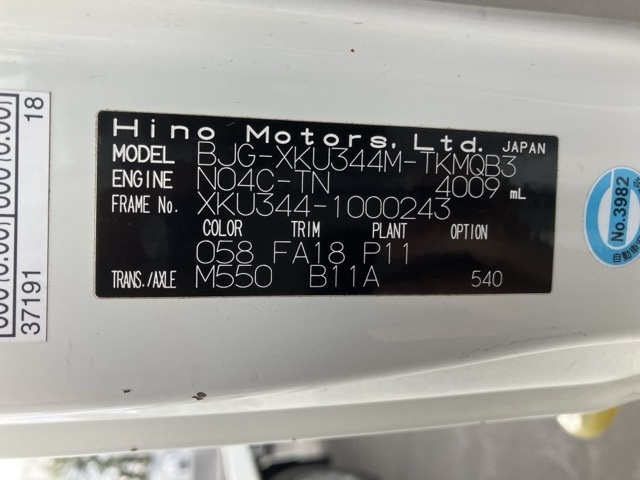 Hino Motors, Ltd. JAPAN
MODEL BJG-XKU344M-TKMQB3
ENGINE N04C-TN 4009 mL
FRAME No. XKU344-1000243
COLOR TRIM PLANT OPTION
058 FA18 P11
TRANS./AXLE M550 B11A 540
No.3982
18
37191